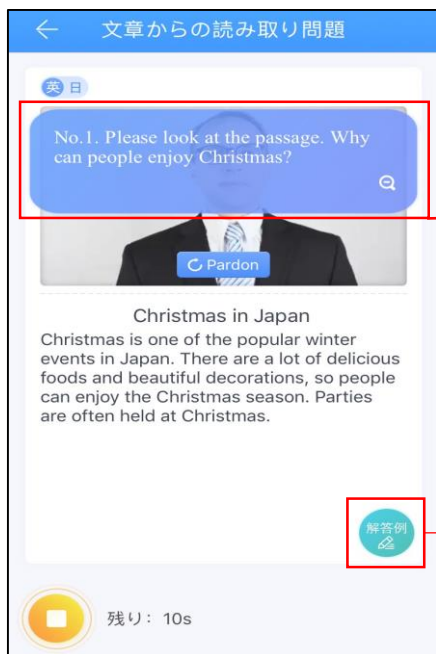 文章からの読み取り問題
英 日
No.1. Please look at the passage. Why
can people enjoy Christmas?
Pardon
Christmas in Japan
Christmas is one of the popular winter
events in Japan. There are a lot of delicious
foods and beautiful decorations, so people
can enjoy the Christmas season. Parties
are often held at Christmas.
解答例
残り: 10s